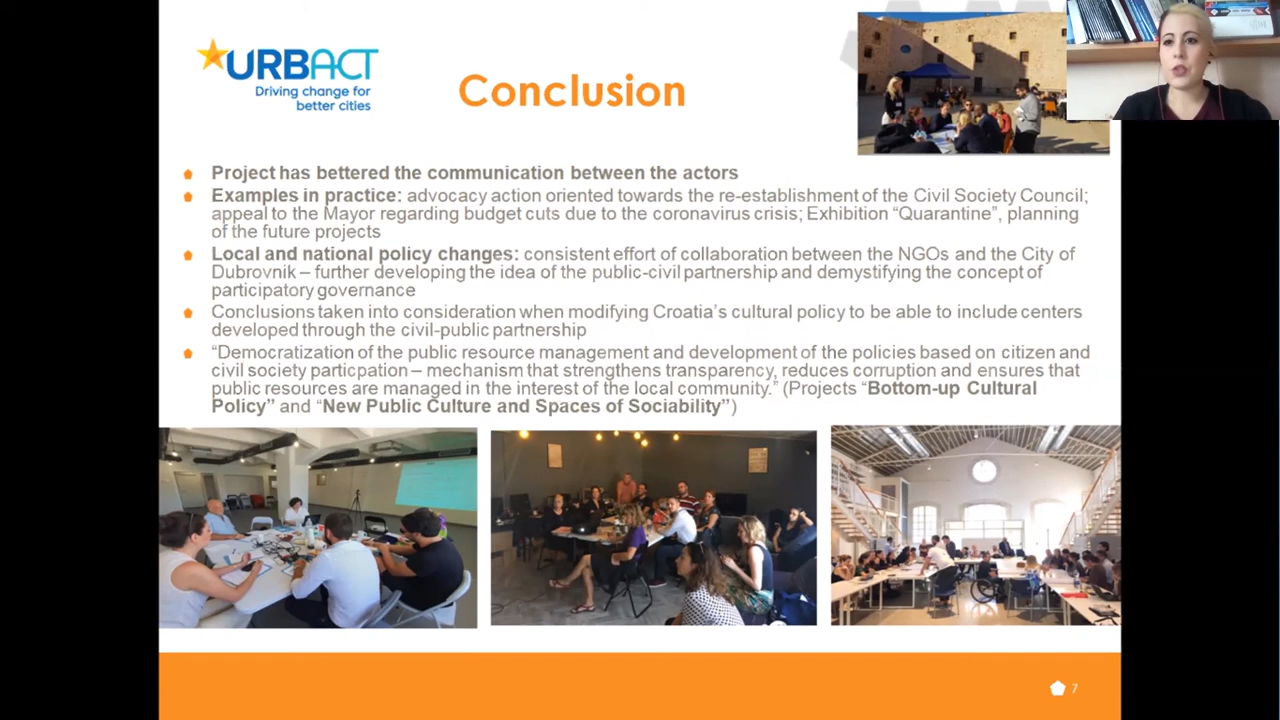 URBACT
Driving change for
better cities
Conclusion
Project has bettered the communication between the actors
Examples in practice: advocacy action oriented towards the re-establishment of the Civil Society Council;
appeal to the Mayor regarding budget cuts due to the coronavirus crisis; Exhibition “Quarantine”, planning
of the future projects
Local and national policy changes: consistent effort of collaboration between the NGOs and the City of
Dubrovnik – further developing the idea of the public-civil partnership and demystifying the concept of
participatory governance
Conclusions taken into consideration when modifying Croatia’s cultural policy to be able to include centers
developed through the civil-public partnership
“Democratization of the public resource management and development of the policies based on citizen and
civil society particpation – mechanism that strengthens transparency, reduces corruption and ensures that
public resources are managed in the interest of the local community.” (Projects “Bottom-up Cultural
Policy” and “New Public Culture and Spaces of Sociability”)
7